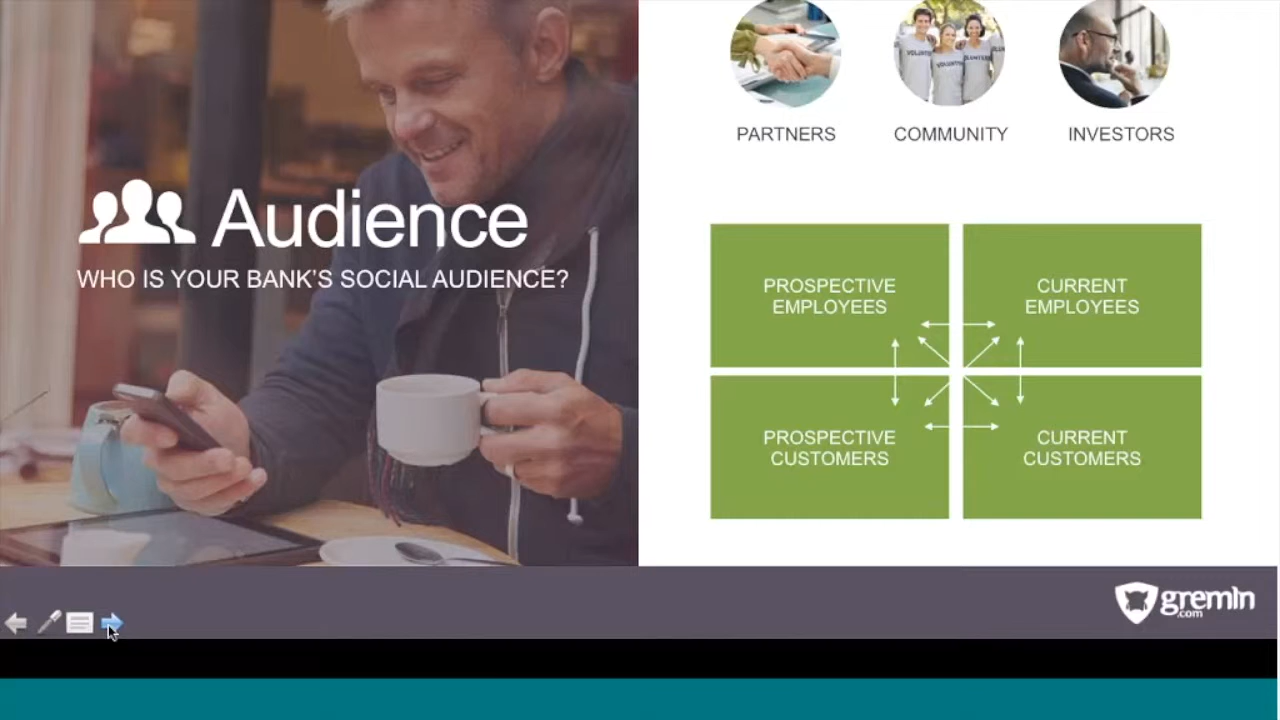 Audience
WHO IS YOUR BANK'S SOCIAL AUDIENCE?
VOLUNTEER
PARTNERS
COMMUNITY
INVESTORS
PROSPECTIVE
EMPLOYEES
CURRENT
EMPLOYEES
PROSPECTIVE
CUSTOMERS
CURRENT
CUSTOMERS
gremln
.com